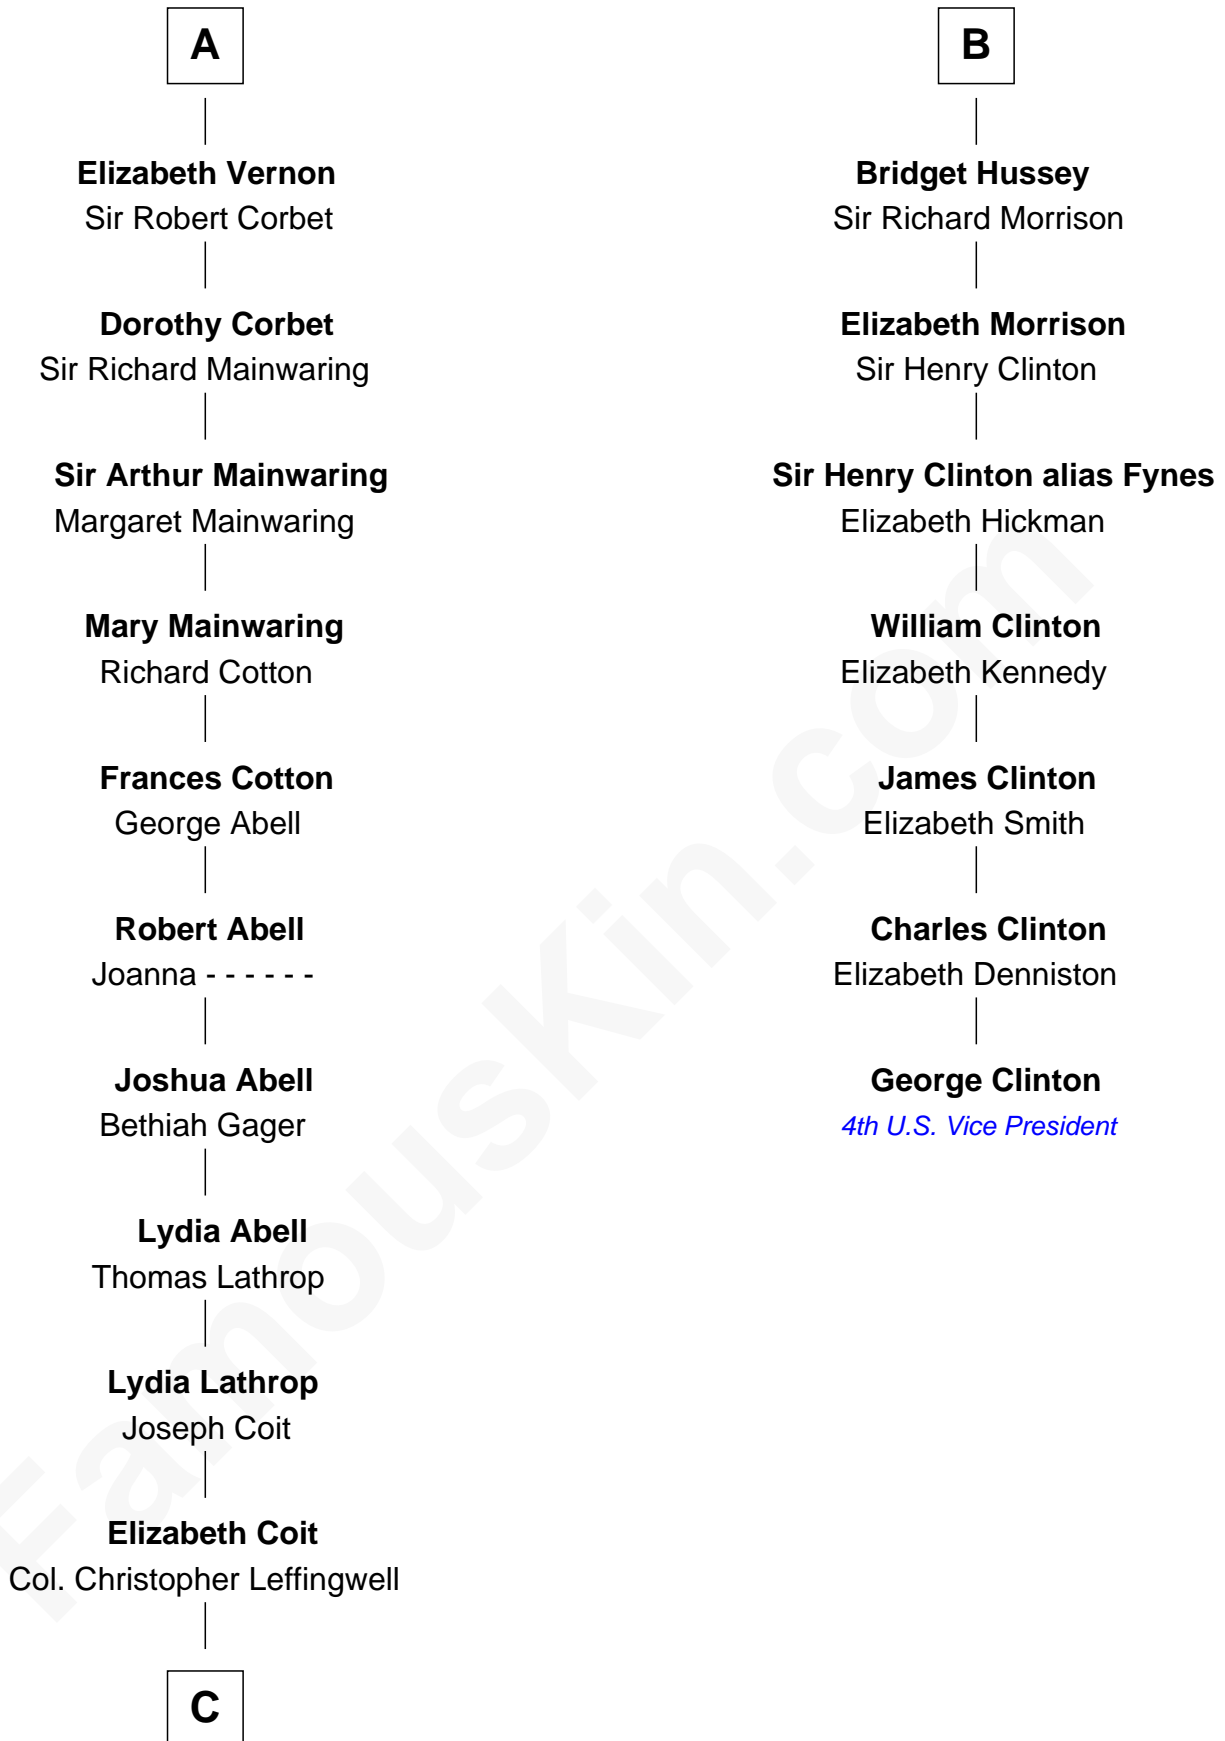 A
Elizabeth Vernon
Sir Robert Corbet
Dorothy Corbet
Sir Richard Mainwaring
Sir Arthur Mainwaring
Margaret Mainwaring
Mary Mainwaring
Richard Cotton
Frances Cotton
George Abell
Robert Abell
Joanna - - - - - -
Joshua Abell
Bethiah Gager
Lydia Abell
Thomas Lathrop
Lydia Lathrop
Joseph Coit
Elizabeth Coit
Col. Christopher Leffingwell
C
B
Bridget Hussey
Sir Richard Morrison
Elizabeth Morrison
Sir Henry Clinton
Sir Henry Clinton alias Fynes
Elizabeth Hickman
William Clinton
Elizabeth Kennedy
James Clinton
Elizabeth Smith
Charles Clinton
Elizabeth Denniston
George Clinton
4th U.S. Vice President
FamousKin.com